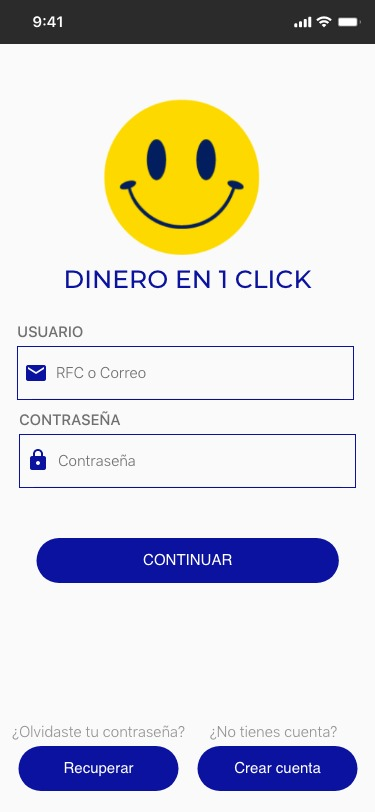 9:41
DINERO EN 1 CLICK
USUARIO
RFC o Correo
CONTRASEÑA
Contraseña
CONTINUAR
¿Olvidaste tu contraseña? ¿No tienes cuenta?
Recuperar Crear cuenta